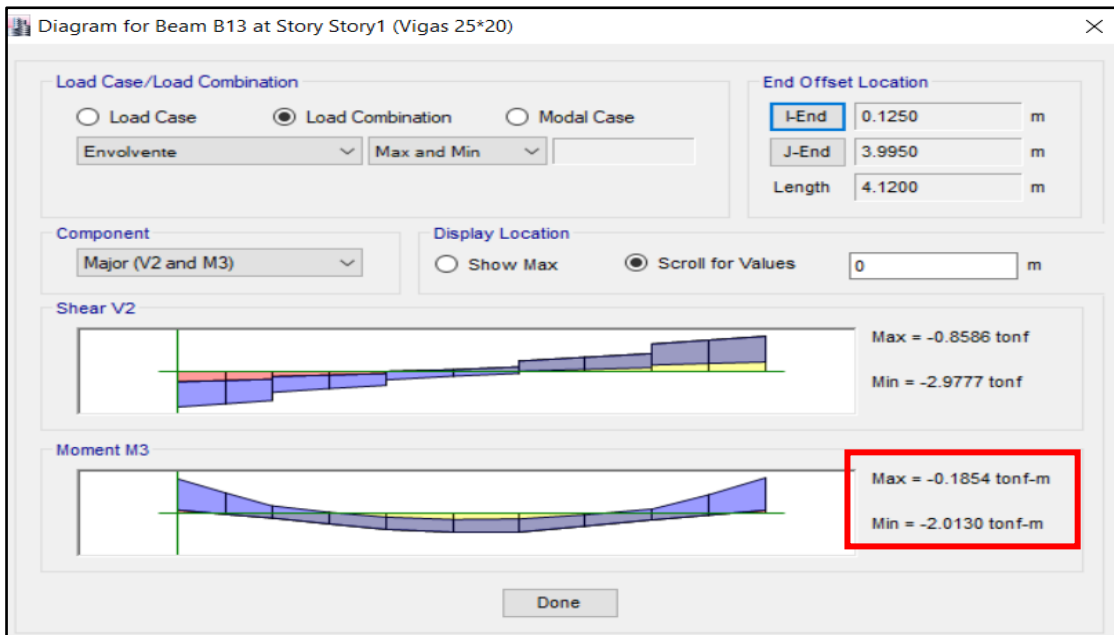 Diagram for Beam B13 at Story Story1 (Vigas 25*20)
Load Case/Load Combination
Load Case
Load Combination
Modal Case
Envolvente
Max and Min
End Offset Location
I-End
0.1250
m
J-End
3.9950
m
Length
4.1200
m
Component
Major (V2 and M3)
Display Location
Show Max
Scroll for Values
0
m
Shear V2
Max = -0.8586 tonf
Min = -2.9777 tonf
Moment M3
Max = -0.1854 tonf-m
Min = -2.0130 tonf-m
Done